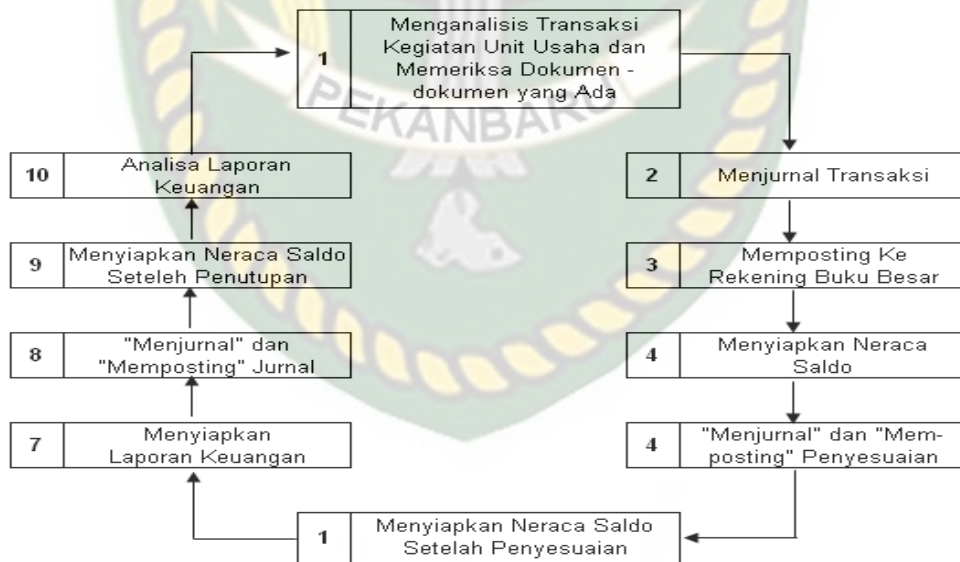 1
Menganalisis Transaksi
Kegiatan Unit Usaha dan
Memeriksa Dokumen -
dokumen yang Ada
PEKANBARU
2
Menjurnal Transaksi
3
Memposting Ke
Rekening Buku Besar
4
Menyiapkan Neraca
Saldo
4
"Menjurnal" dan "Mem-
posting" Penyesuaian
1
Menyiapkan Neraca Saldo
Setelah Penyesuaian
7
Menyiapkan
Laporan Keuangan
8
"Menjurnal" dan
"Memposting" Jurnal
9
Menyiapkan Neraca Saldo
Seteleh Penutupan
10
Analisa Laporan
Keuangan